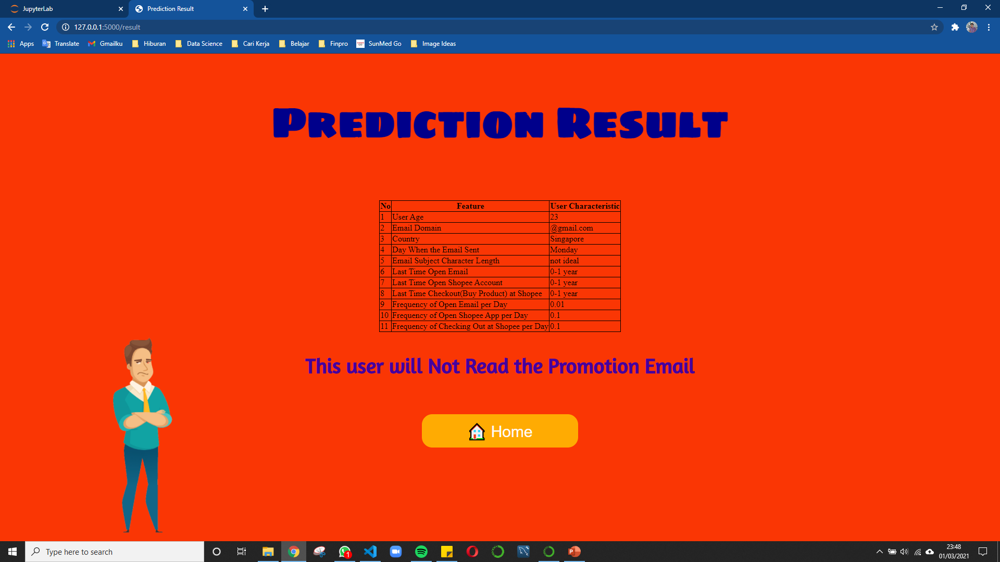 JupyterLab
Prediction Result
127.0.0.1:5000/result
Apps Translate Gmailku Hiburan Data Science Cari Kerja Belajar Finpro SunMed Go Image Ideas
Prediction Result
No Feature User Characteristic
1 User Age 23
2 Email Domain @gmail.com
3 Country Singapore
4 Day When the Email Sent Monday
5 Email Subject Character Length not ideal
6 Last Time Open Email 0-1 year
7 Last Time Open Shopee Account 0-1 year
8 Last Time Checkout(Buy Product) at Shopee 0-1 year
9 Frequency of Open Email per Day 0.01
10 Frequency of Open Shopee App per Day 0.1
11 Frequency of Checking Out at Shopee per Day 0.1
This user will Not Read the Promotion Email
Home
Type here to search
1
23:48
01/03/2021